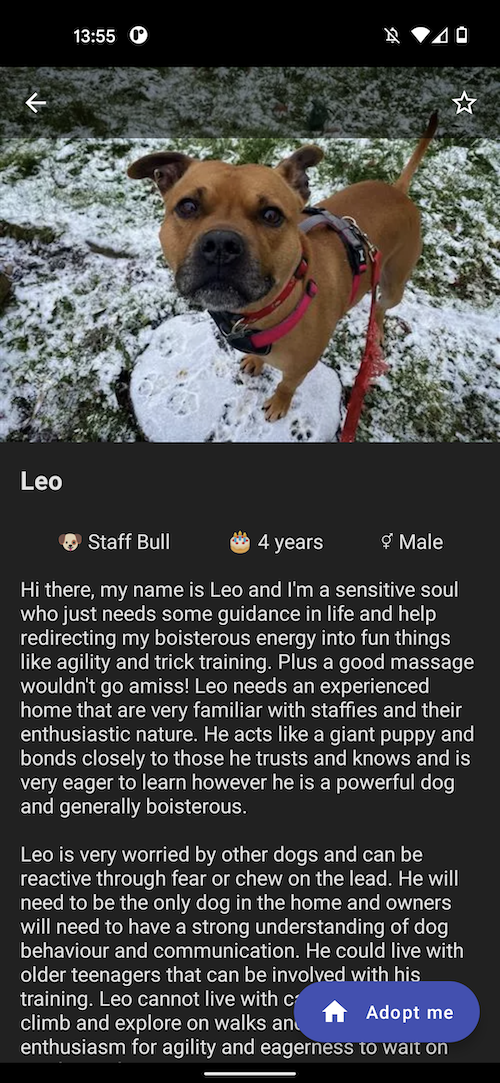 13:55
Leo
Staff Bull
4 years
Male
Hi there, my name is Leo and I'm a sensitive soul
who just needs some guidance in life and help
redirecting my boisterous energy into fun things
like agility and trick training. Plus a good massage
wouldn't go amiss! Leo needs an experienced
home that are very familiar with staffies and their
enthusiastic nature. He acts like a giant puppy and
bonds closely to those he trusts and knows and is
very eager to learn however he is a powerful dog
and generally boisterous.
Leo is very worried by other dogs and can be
reactive through fear or chew on the lead. He will
need to be the only dog in the home and owners
will need to have a strong understanding of dog
behaviour and communication. He could live with
older teenagers that can be involved with his
training. Leo cannot live with
climb and explore on walks
enthusiasm for agility and eagerness to wait on
Adopt me